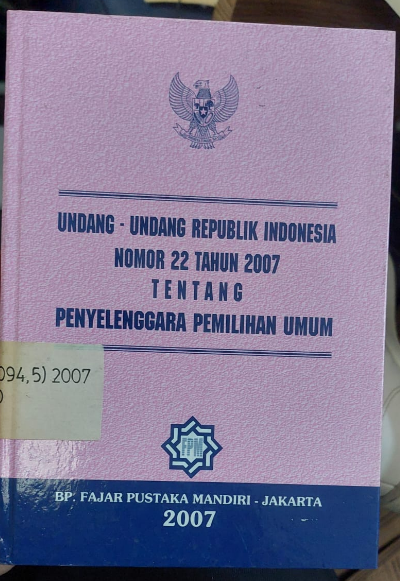 UNDANG - UNDANG REPUBLIK INDONESIA
NOMOR 22 TAHUN 2007
TENTANG
PENYELENGGARA PEMILIHAN UMUM
094,5) 2007
FPM
BP. FAJAR PUSTAKA MANDIRI - JAKARTA
2007